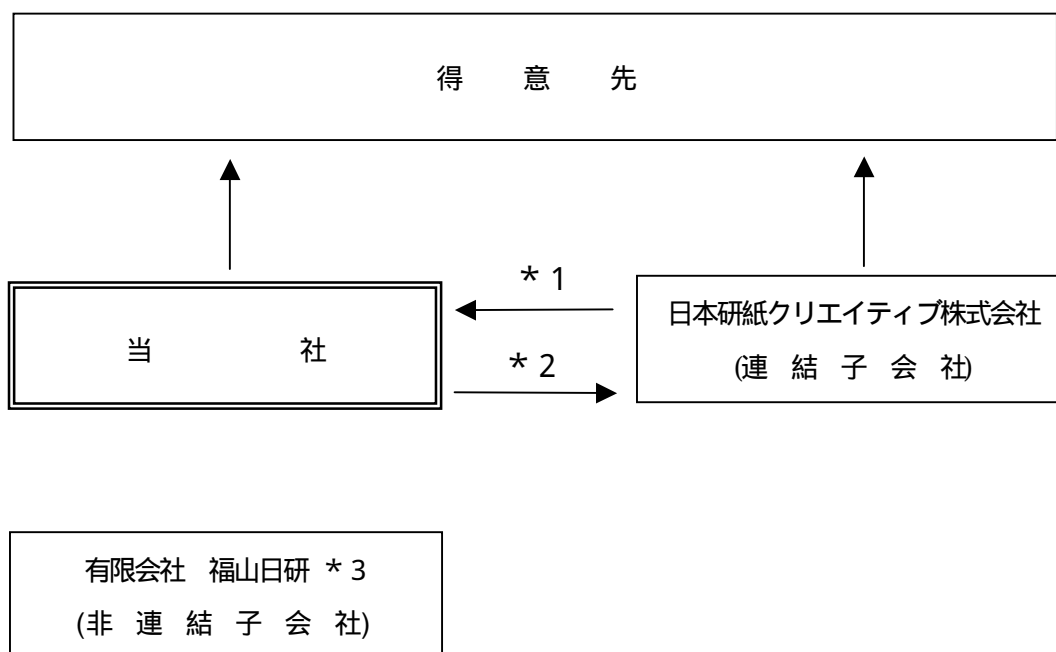 得　意　先
＊1
日本研紙クリエイティブ株式会社
当　　社
(連　結　子　会　社)
＊2
有限会社　福山日研　＊3
(非　連　結　子　会　社)